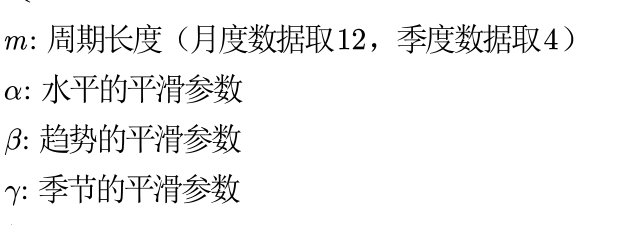 m: 周期长度（月度数据取12，季度数据取4）
α: 水平的平滑参数
β: 趋势的平滑参数
γ: 季节的平滑参数